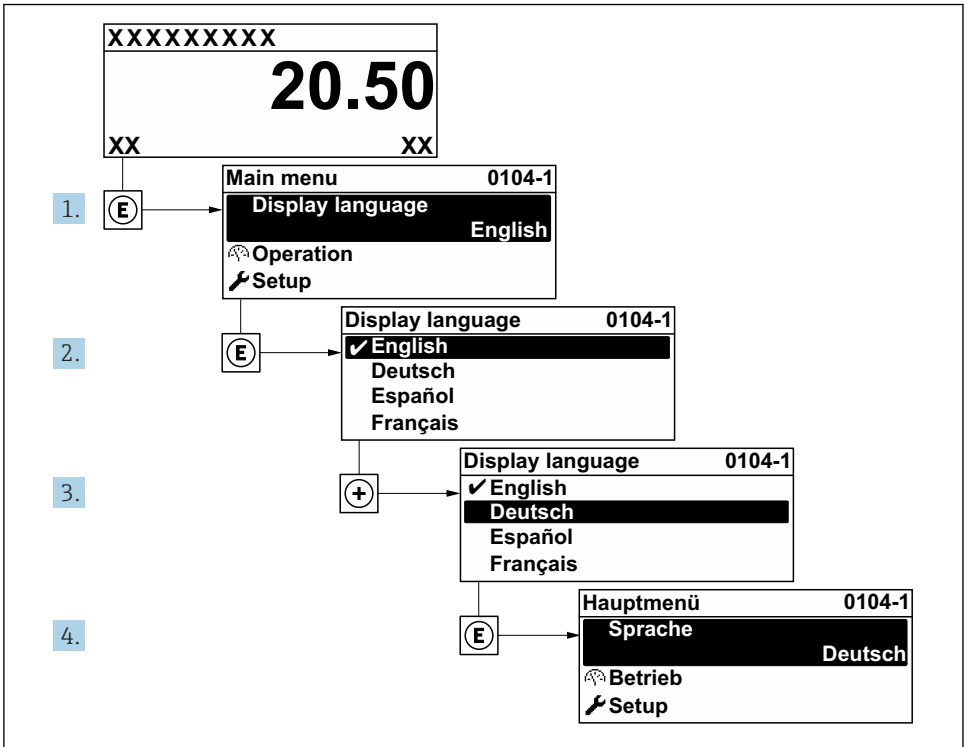 XXXXXXXXX
20.50
XX XX
1. E
Main menu 0104-1
Display language
English
Operation
Setup
2. E
Display language 0104-1
✔English
Deutsch
Español
Français
3. +
Display language 0104-1
✔English
Deutsch
Español
Français
4. E
Hauptmenü 0104-1
Sprache
Deutsch
Betrieb
Setup